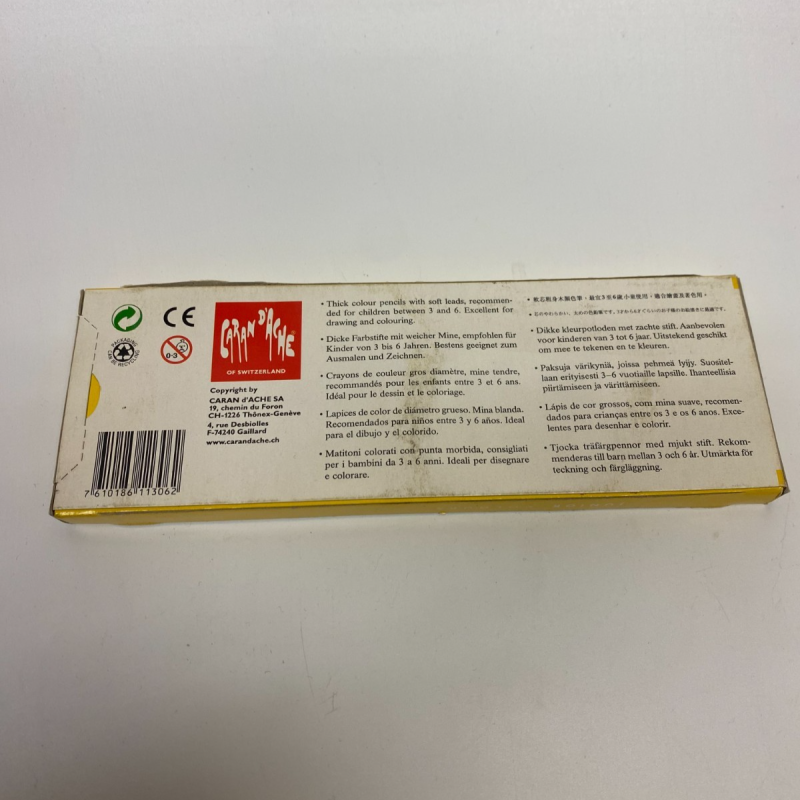 PACKAGING
CAN BE RECYCLED
CE
0-3
CARAN D'ACHE
OF SWITZERLAND
Copyright by
CARAN d'ACHE SA
19, chemin du Foron
CH-1226 Thônex-Genève
4, rue Desbiolles
F-74240 Gaillard
www.carandache.ch
7 610186 113062
• Thick colour pencils with soft leads, recommen-
ded for children between 3 and 6. Excellent for
drawing and colouring.
• Dicke Farbstifte mit weicher Mine, empfohlen für
Kinder von 3 bis 6 Jahren. Bestens geeignet zum
Ausmalen und Zeichnen.
• Crayons de couleur gros diamètre, mine tendre,
recommandés pour les enfants entre 3 et 6 ans.
Idéal pour le dessin et le coloriage.
• Lapices de color de diámetro grueso. Mina blanda.
Recomendados para niños entre 3 y 6 años. Ideal
para el dibujo y el colorido.
• Matitoni colorati con punta morbida, consigliati
per i bambini da 3 a 6 anni. Ideali per disegnare
e colorare.
• Dikke kleurpotloden met zachte stift. Aanbevolen
voor kinderen van 3 tot 6 jaar. Uitstekend geschikt
om mee te tekenen en te kleuren.
• Paksuja värikyniä, joissa pehmeä lyijy. Suositel-
laan erityisesti 3–6 vuotiaille lapsille. Ihanteellisia
piirtämiseen ja värittämiseen.
• Lápis de cor grossos, com mina suave, recomen-
dados para crianças entre os 3 e os 6 anos. Exce-
lentes para desenhar e colorir.
• Tjocka träfärgpennor med mjukt stift. Rekom-
menderas till barn mellan 3 och 6 år. Utmärkta för
teckning och färgläggning.